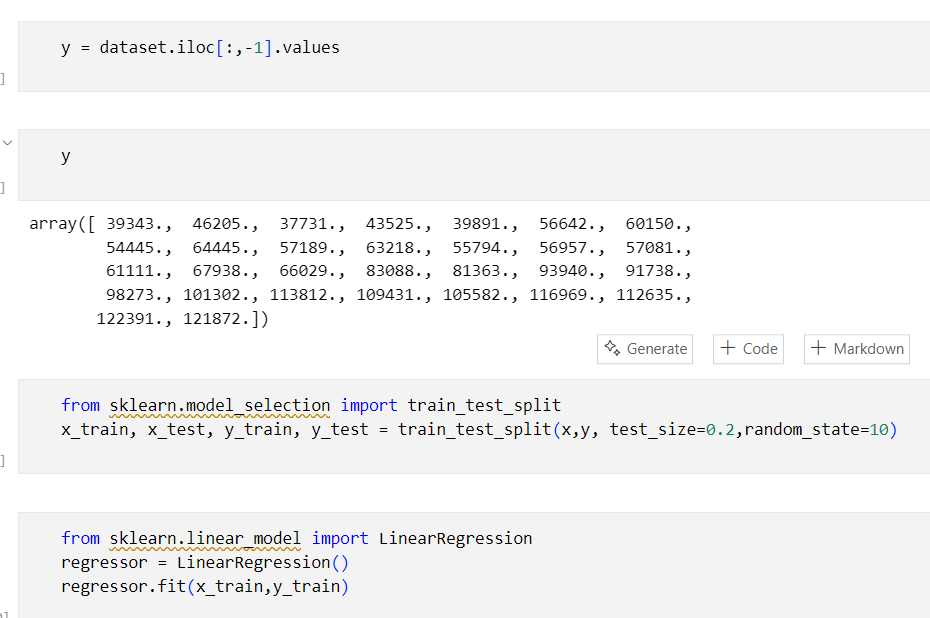 y = dataset.iloc[:,-1].values
]
y
]
array([ 39343., 46205., 37731., 43525., 39891., 56642., 60150.,
54445., 64445., 57189., 63218., 55794., 56957., 57081.,
61111., 67938., 66029., 83088., 81363., 93940., 91738.,
98273., 101302., 113812., 109431., 105582., 116969., 112635.,
122391., 121872.])
Generate + Code + Markdown
from sklearn.model_selection import train_test_split
x_train, x_test, y_train, y_test = train_test_split(x,y, test_size=0.2,random_state=10)
]
from sklearn.linear_model import LinearRegression
regressor = LinearRegression()
regressor.fit(x_train,y_train)